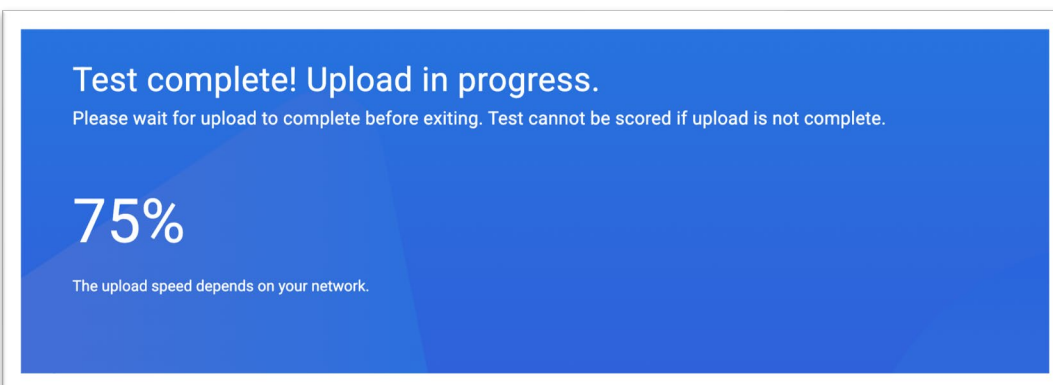 Test complete! Upload in progress.
Please wait for upload to complete before exiting. Test cannot be scored if upload is not complete.
75%
The upload speed depends on your network.